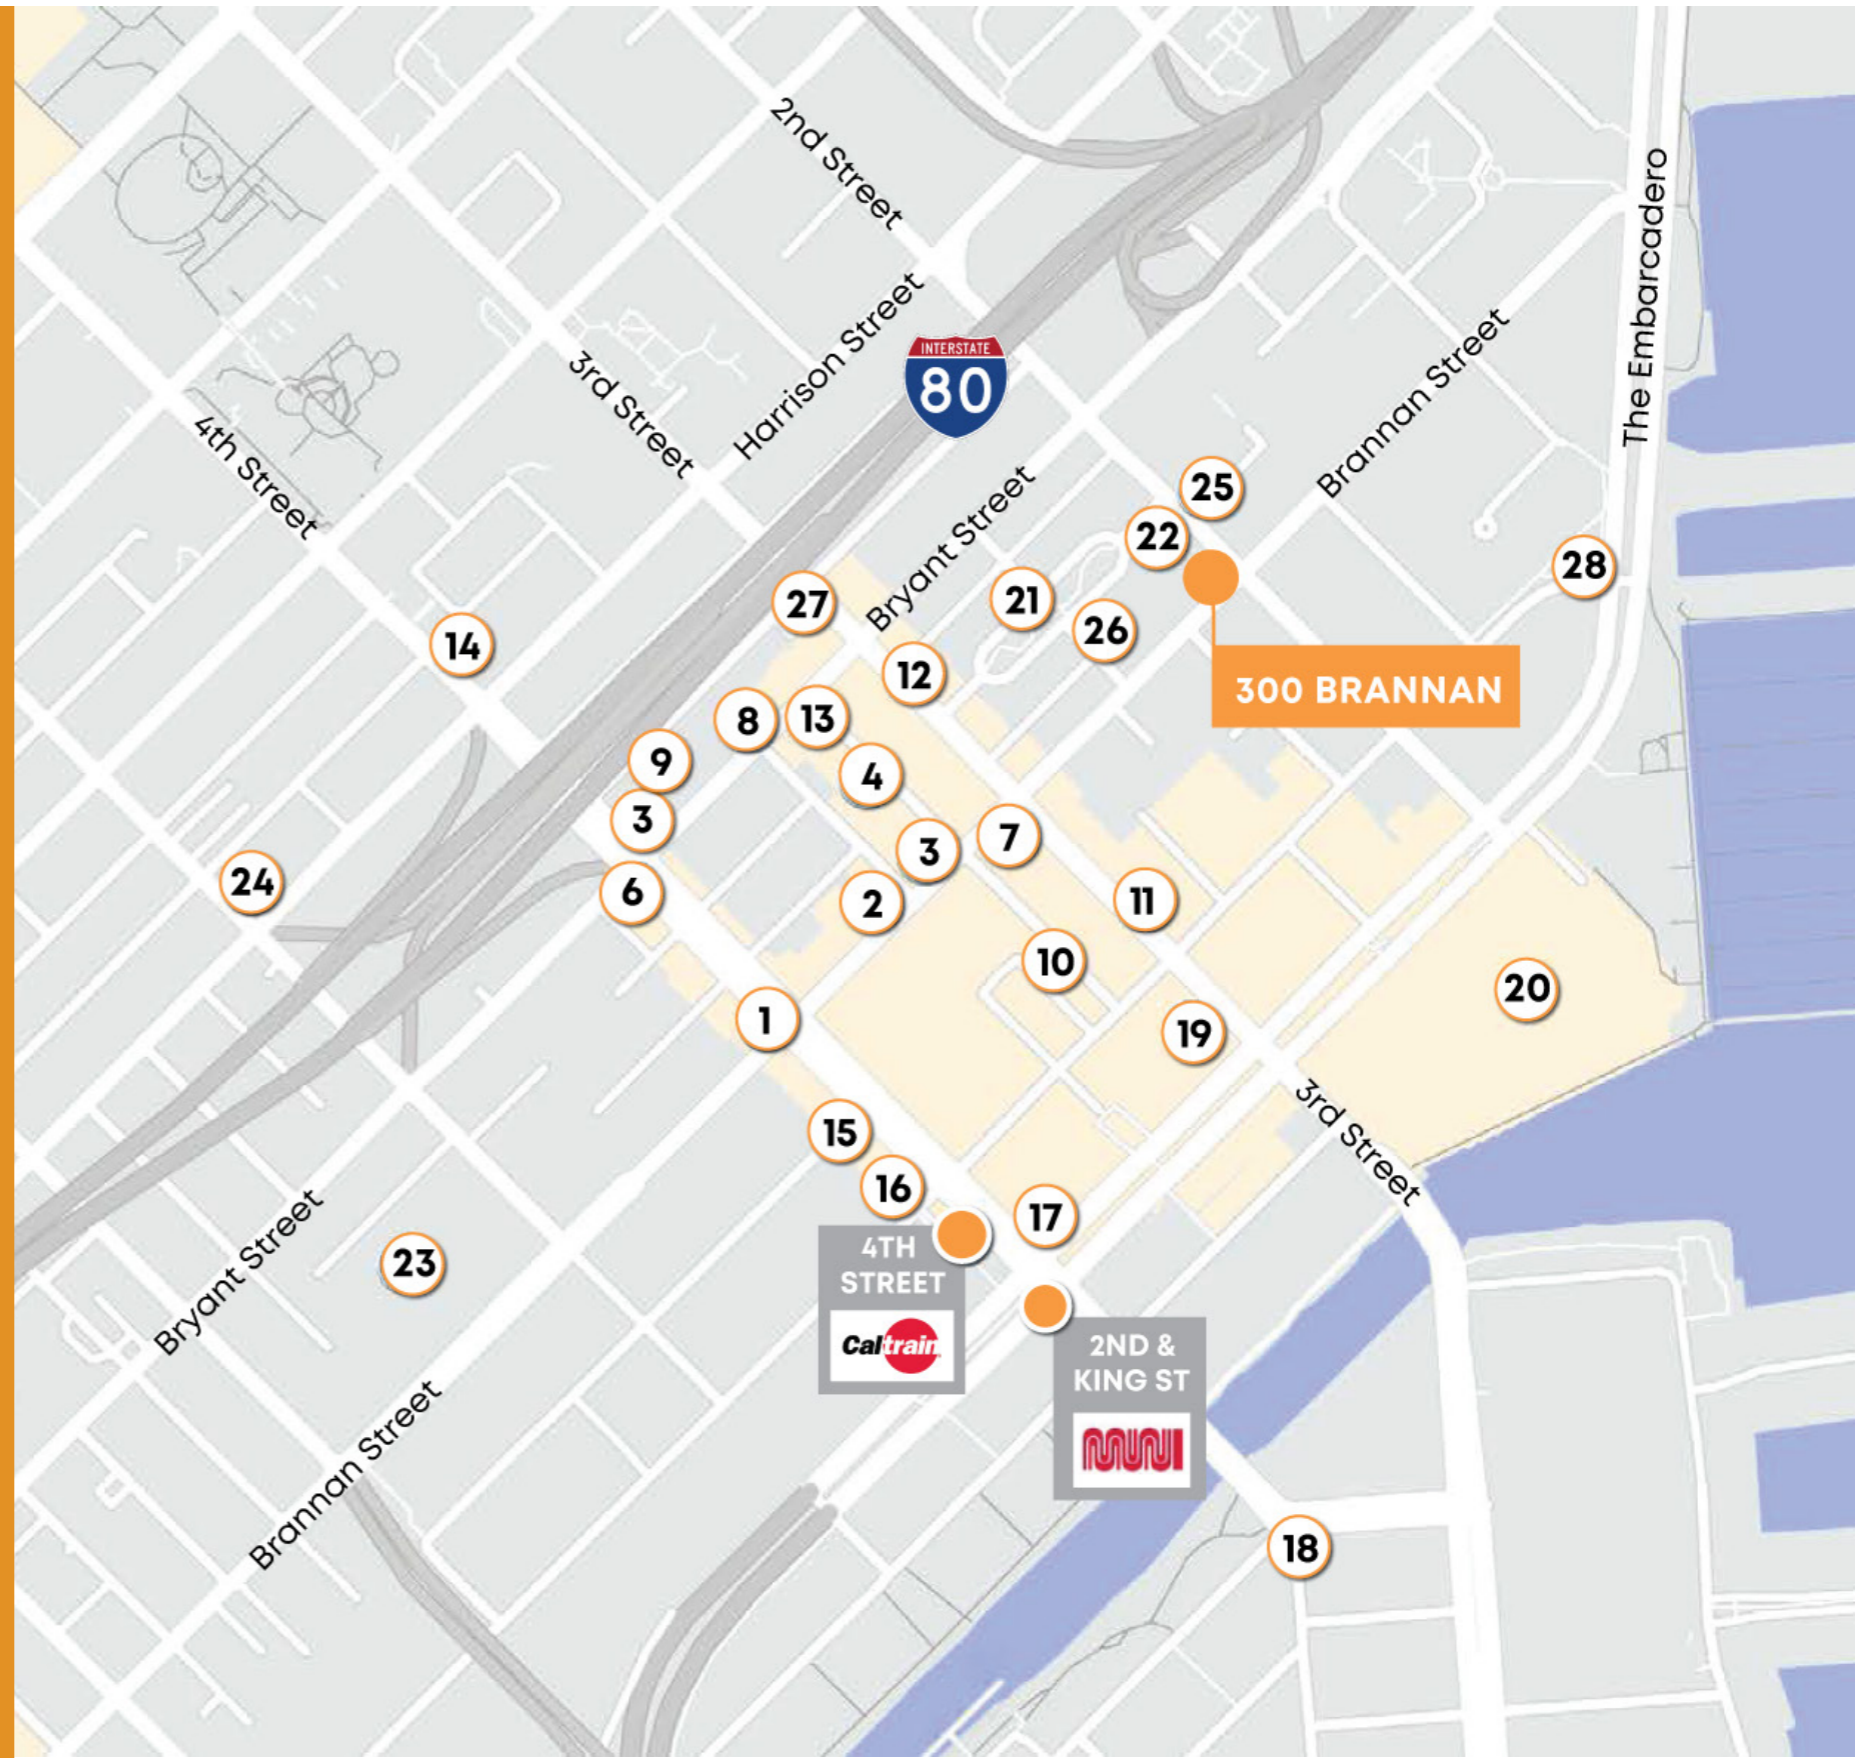 2nd Street
The Embarcadero
Harrison Street
INTERSTATE
80
3rd Street
Brannan Street
4th Street
Bryant Street
25
22
28
21
27
26
14
12
300 BRANNAN
8
13
9
4
3
7
3
24
6
2
11
10
20
1
19
3rd Street
15
16
17
4TH
STREET
Caltrain
Bryant Street
23
2ND &
KING ST
MUNI
Brannan Street
18